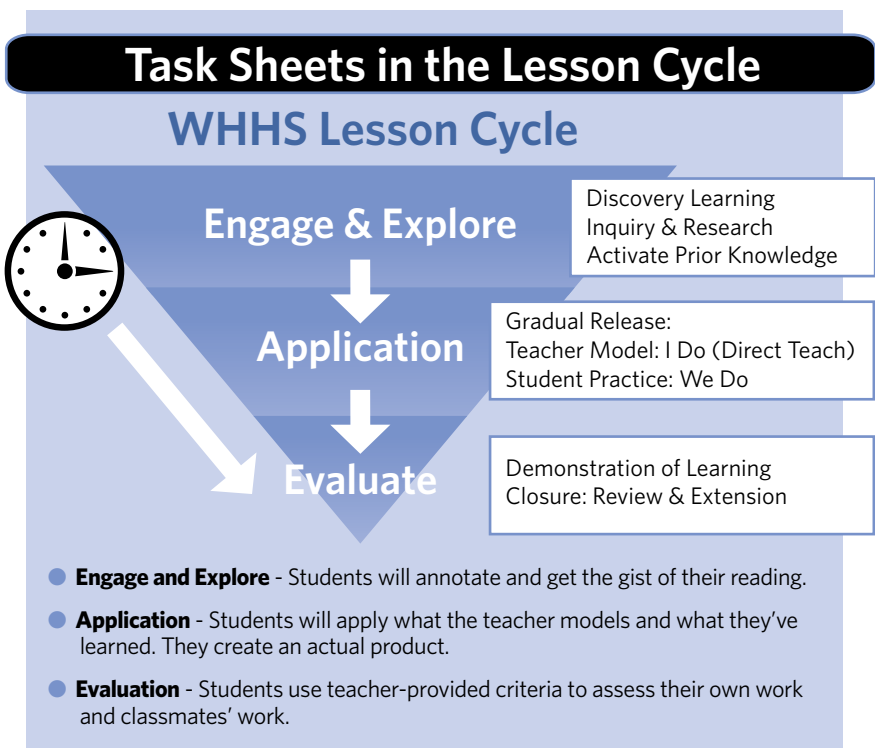 Task Sheets in the Lesson Cycle
WHHS Lesson Cycle
Engage & Explore
Discovery Learning
Inquiry & Research
Activate Prior Knowledge
Application
Gradual Release:
Teacher Model: I Do (Direct Teach)
Student Practice: We Do
Evaluate
Demonstration of Learning
Closure: Review & Extension
● Engage and Explore - Students will annotate and get the gist of their reading.
● Application - Students will apply what the teacher models and what they’ve
learned. They create an actual product.
● Evaluation - Students use teacher-provided criteria to assess their own work
and classmates’ work.